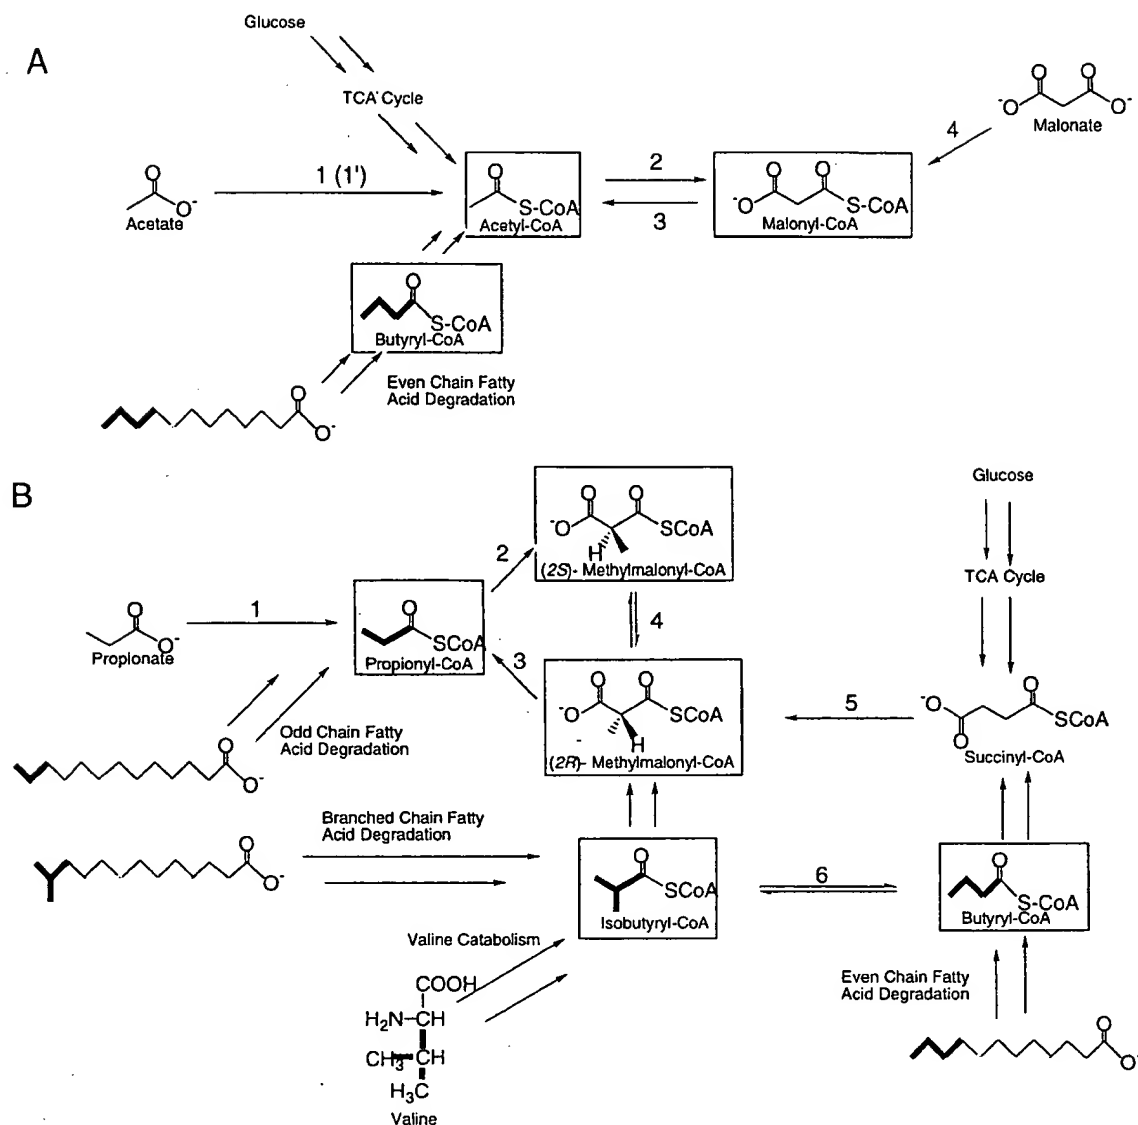 A
Glucose
TCA Cycle
Malonate
O O
-O O-
4
1 (1')
2
3
O
O-
Acetate
O
S-CoA
Acetyl-CoA
O O
-O S-CoA
Malonyl-CoA
O
S-CoA
Butyryl-CoA
Even Chain Fatty
Acid Degradation
O
O-
B
Glucose
TCA Cycle
O O
-O SCoA
H
(2S)- Methylmalonyl-CoA
2
4
1
O
O-
Propionate
O
SCoA
Propionyl-CoA
3
O O
-O SCoA
H
(2R)- Methylmalonyl-CoA
5
-O O
O SCoA
Succinyl-CoA
Odd Chain Fatty
Acid Degradation
O
O-
Branched Chain Fatty
Acid Degradation
O
O-
O
SCoA
Isobutyryl-CoA
6
O
S-CoA
Butyryl-CoA
Valine Catabolism
COOH
H2N-CH
CH3 CH
H3C
Valine
Even Chain Fatty
Acid Degradation
O
O-